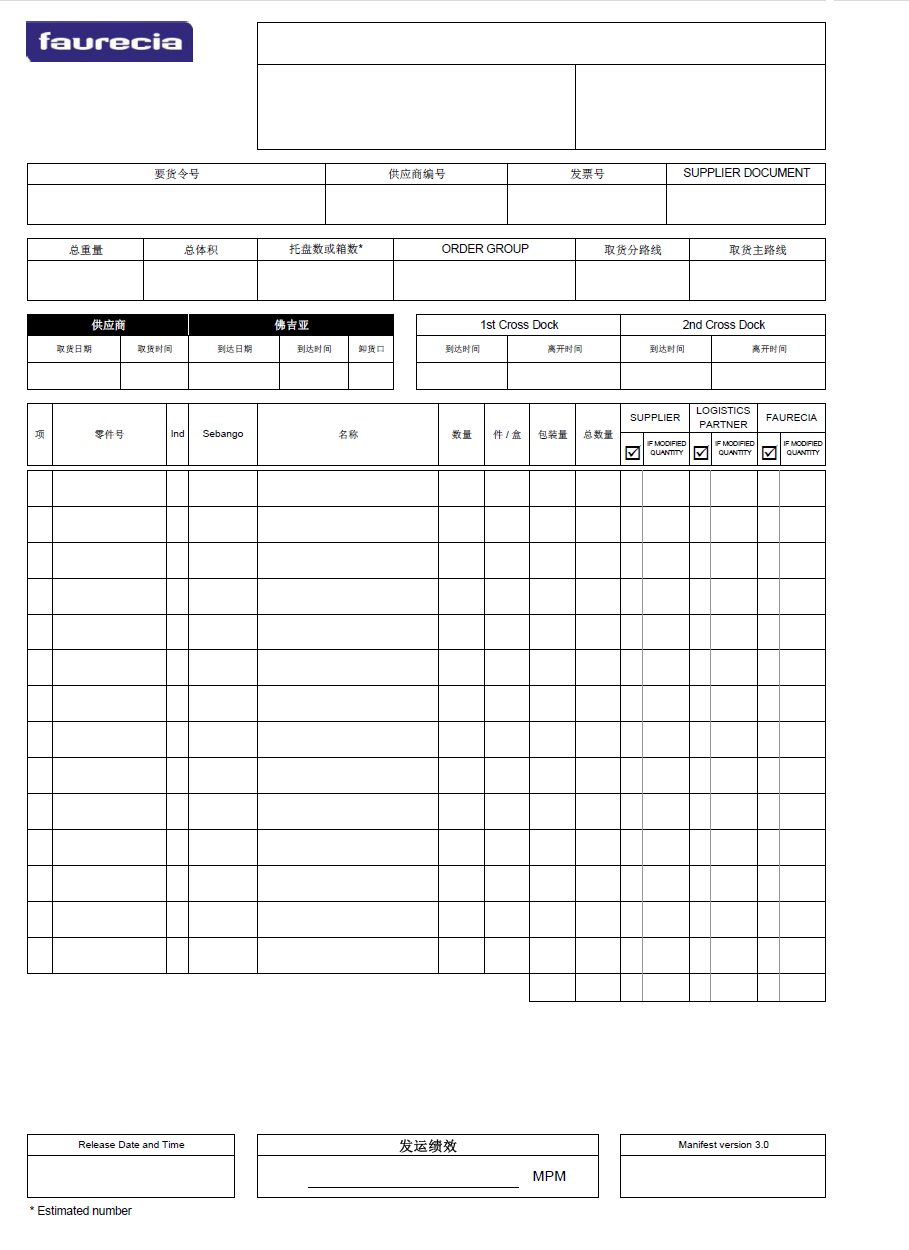 faurecia
要货令号 供应商编号 发票号 SUPPLIER DOCUMENT
总重量 总体积 托盘数或箱数* ORDER GROUP 取货分路线 取货主路线
供应商 佛吉亚 1st Cross Dock 2nd Cross Dock
取货日期 取货时间 到达日期 到达时间 卸货口 到达时间 离开时间 到达时间 离开时间
项 零件号 Ind Sebango 名称 数量 件 / 盒 包装量 总数量
SUPPLIER
LOGISTICS
PARTNER
FAURECIA
IF MODIFIED
QUANTITY
IF MODIFIED
QUANTITY
IF MODIFIED
QUANTITY
Release Date and Time 发运绩效 Manifest version 3.0
MPM
* Estimated number